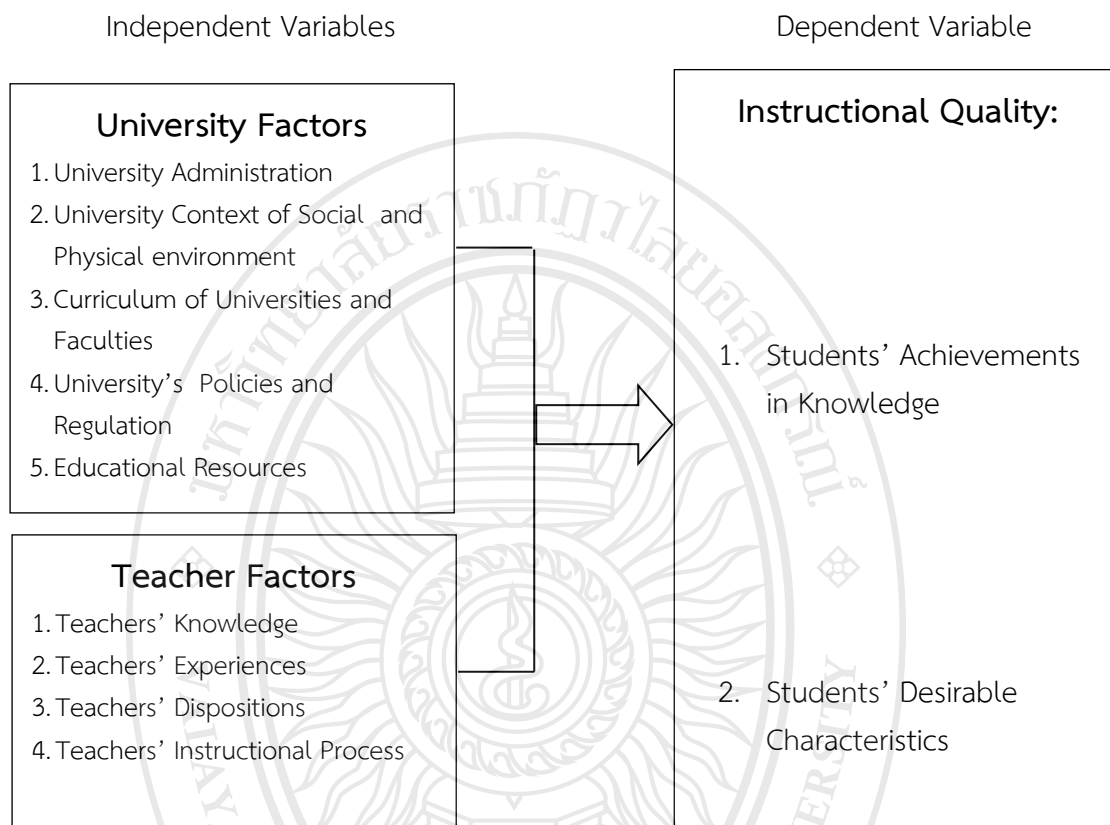 Independent Variables
Dependent Variable
University Factors
1. University Administration
2. University Context of Social and
Physical environment
3. Curriculum of Universities and
Faculties
4. University’s Policies and
Regulation
5. Educational Resources
Teacher Factors
1. Teachers’ Knowledge
2. Teachers’ Experiences
3. Teachers’ Dispositions
4. Teachers’ Instructional Process
Instructional Quality:
1. Students’ Achievements
in Knowledge
2. Students’ Desirable
Characteristics